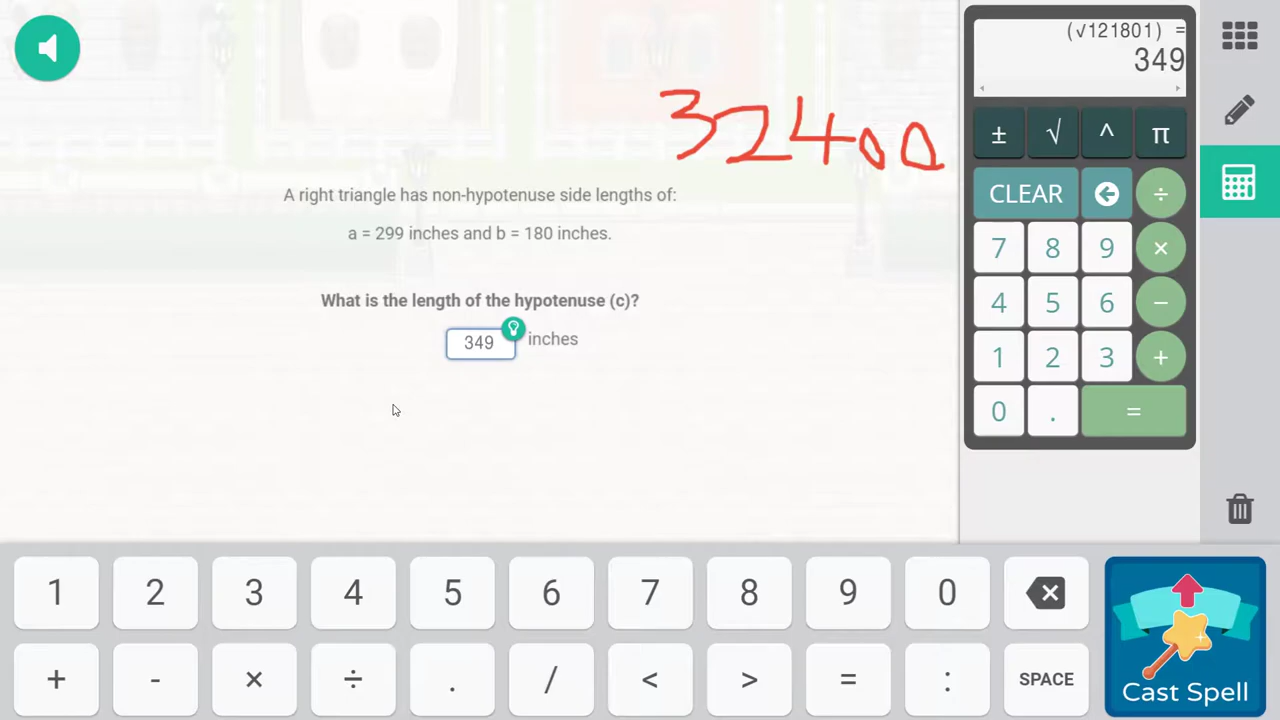 (√121801) =
349
32400
± √ ^ π
CLEAR ÷
7 8 9 ×
4 5 6 −
1 2 3 +
0 . =
A right triangle has non-hypotenuse side lengths of:
a = 299 inches and b = 180 inches.
What is the length of the hypotenuse (c)?
349 inches
1 2 3 4 5 6 7 8 9 0
+ - × ÷ . / < > = : SPACE
Cast Spell